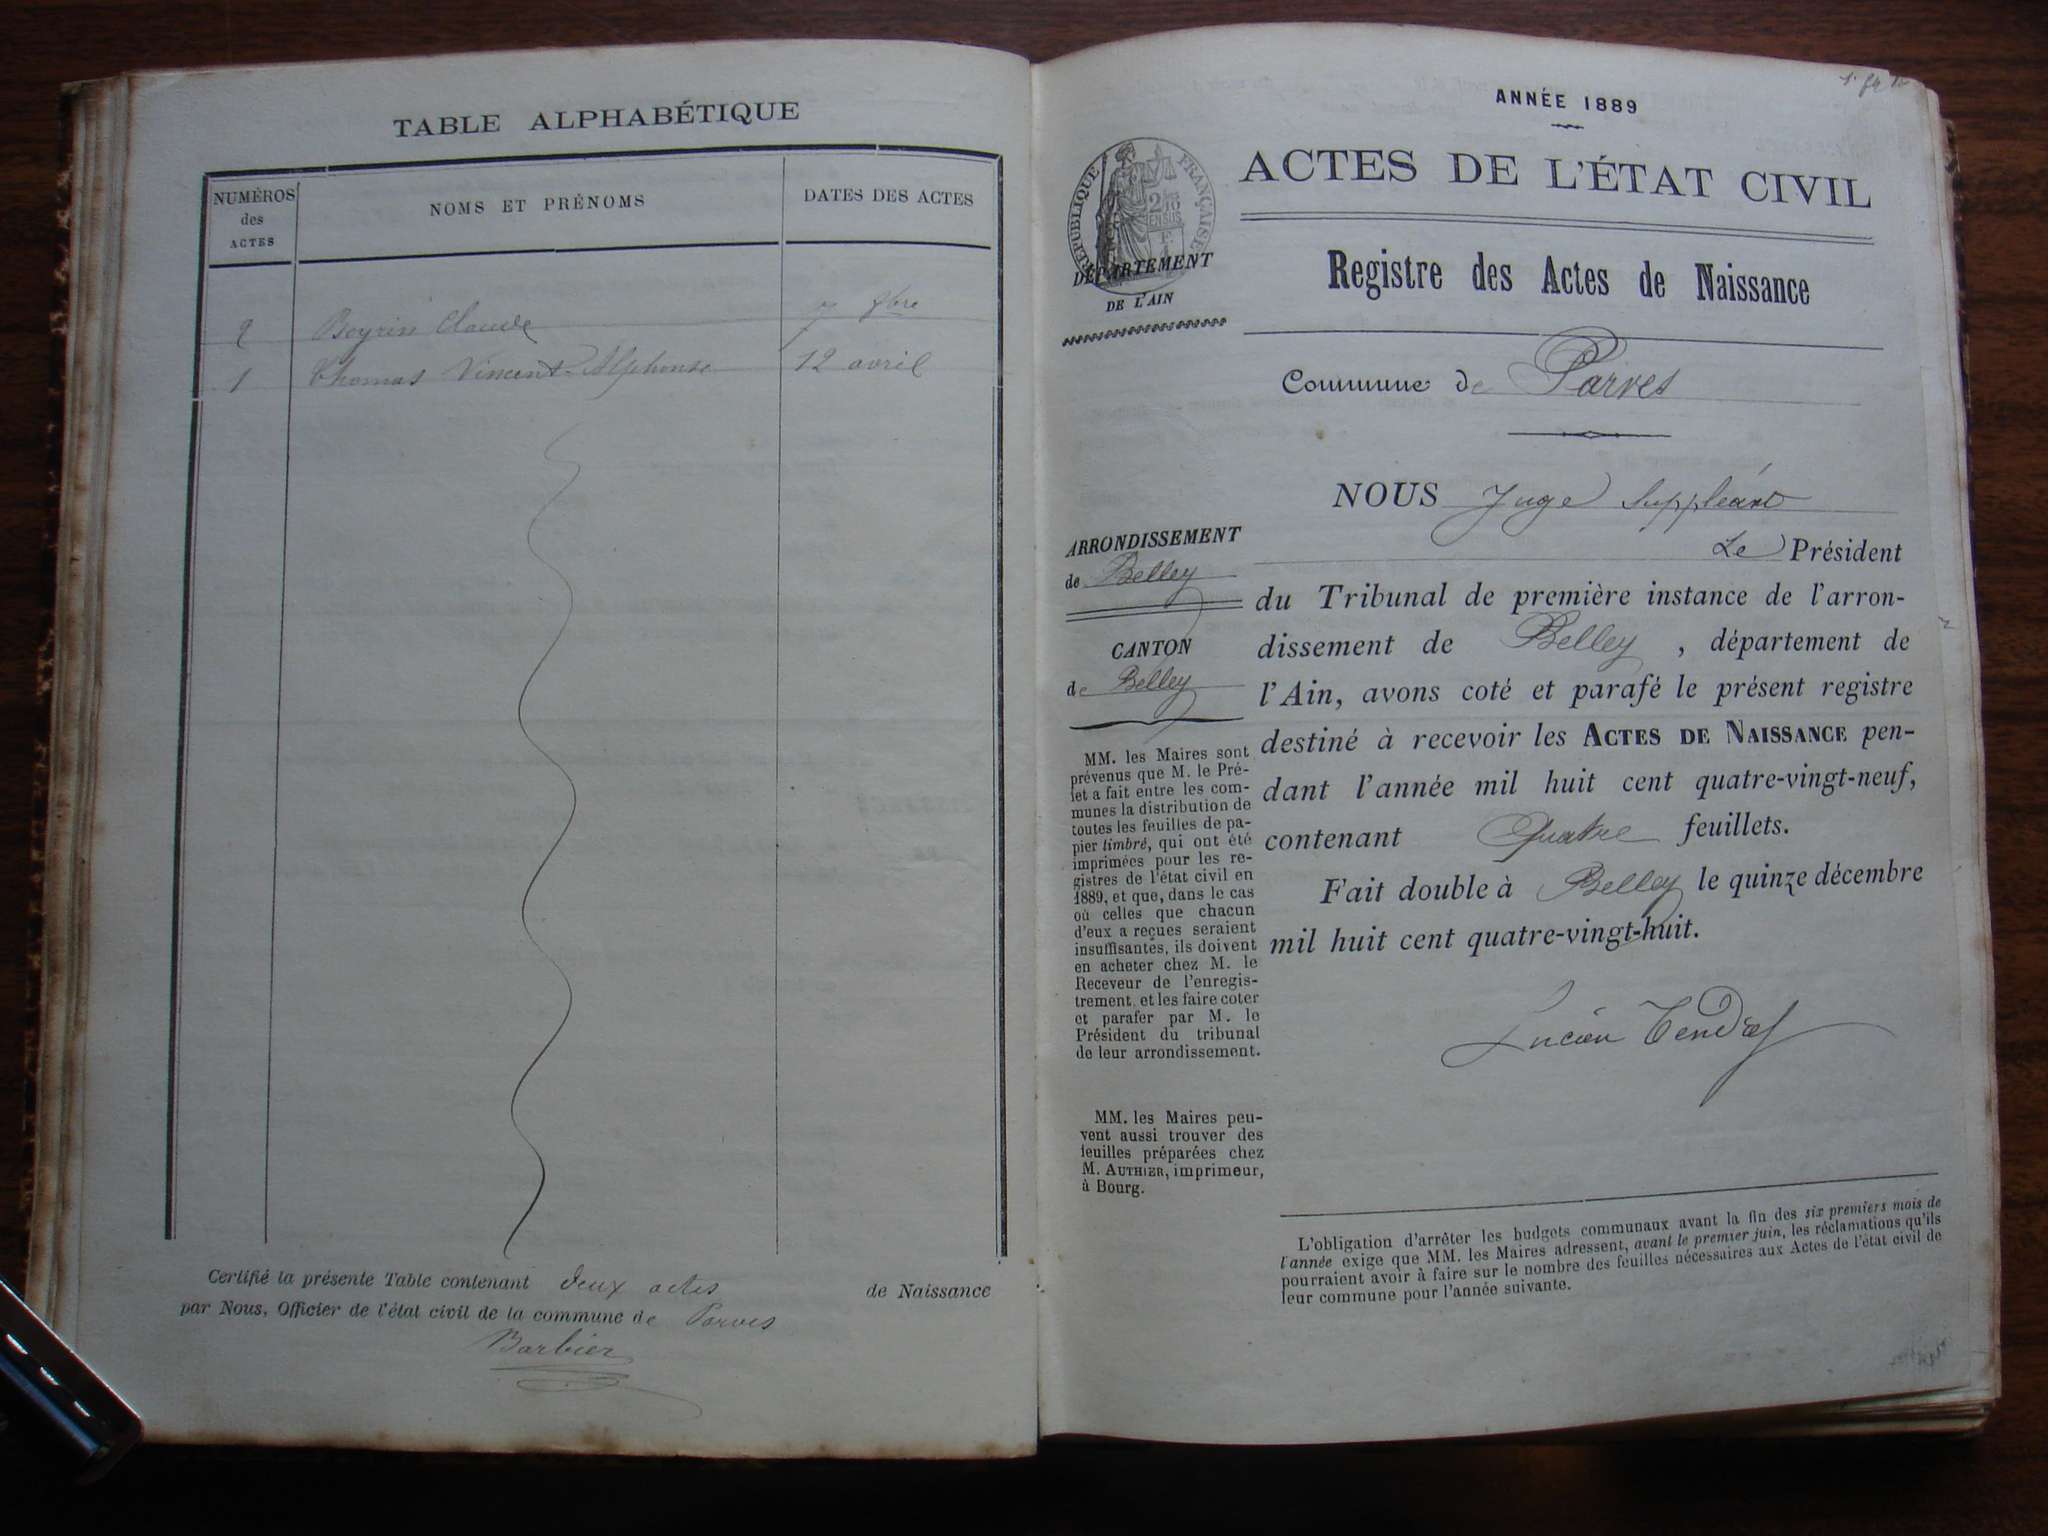 TABLE ALPHABÉTIQUE
NUMÉROS
des
ACTES
NOMS ET PRÉNOMS
DATES DES ACTES
2 Beyrin Claude 7 9bre
1 Thomas Vincent-Alphonse 12 avril
Certifié la présente Table contenant deux actes de Naissance
par Nous, Officier de l'état civil de la commune de Parves
Barbier
ANNÉE 1889
RÉPUBLIQUE FRANÇAISE
DÉPARTEMENT
DE L'AIN
ACTES DE L'ÉTAT CIVIL
Registre des Actes de Naissance
Commune de Parves
ARRONDISSEMENT
de Belley
CANTON
de Belley
MM. les Maires sont
prévenus que M. le Pré-
fet a fait entre les com-
munes la distribution de
toutes les feuilles de pa-
pier timbré, qui ont été
imprimées pour les re-
gistres de l'état civil en
1889, et que, dans le cas
où celles que chacun
d'eux a reçues seraient
insuffisantes, ils doivent
en acheter chez M. le
Receveur de l'enregis-
trement et les faire coter
et parafer par M. le
Président du tribunal
de leur arrondissement.
MM. les Maires peu-
vent aussi trouver des
feuilles préparées chez
M. AUTHIER, imprimeur,
à Bourg.
NOUS Juge Suppléant
Le Président
du Tribunal de première instance de l'arron-
dissement de Belley, département de
l'Ain, avons coté et parafé le présent registre
destiné à recevoir les ACTES DE NAISSANCE pen-
dant l'année mil huit cent quatre-vingt-neuf,
contenant Quatre feuillets.
Fait double à Belley le quinze décembre
mil huit cent quatre-vingt-huit.
Lucien Tendret
L'obligation d'arrêter les budgets communaux avant la fin des six premiers mois de
l'année exige que MM. les Maires adressent, avant le premier juin, les réclamations qu'ils
pourraient avoir à faire sur le nombre des feuilles nécessaires aux Actes de l'état civil de
leur commune pour l'année suivante.